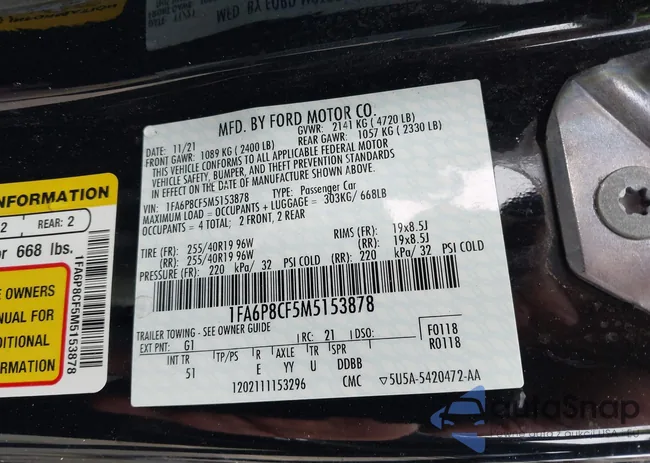 MFD. BY FORD MOTOR CO.
DATE: 11/21 GVWR: 2141 KG ( 4720 LB)
FRONT GAWR: 1089 KG (2400 LB) REAR GAWR: 1057 KG ( 2330 LB)
THIS VEHICLE CONFORMS TO ALL APPLICABLE FEDERAL MOTOR
VEHICLE SAFETY, BUMPER, AND THEFT PREVENTION STANDARDS
IN EFFECT ON THE DATE OF MANUFACTURE SHOWN ABOVE.
VIN: 1FA6P8CF5M5153878 TYPE: Passenger Car
MAXIMUM LOAD = OCCUPANTS + LUGGAGE = 303KG/ 668LB
OCCUPANTS = 4 TOTAL; 2 FRONT, 2 REAR
TIRE (FR): 255/40R19 96W RIMS (FR): 19x8.5J
(RR): 255/40R19 96W (RR): 19x8.5J
PRESSURE (FR): 220 kPa/ 32 PSI COLD (RR): 220 kPa/ 32 PSI COLD
1FA6P8CF5M5153878
TRAILER TOWING - SEE OWNER GUIDE
EXT PNT: G1 RC: 21 DSO: F0118
R0118
INT TR TP/PS R AXLE TR SPR
51 E YY U DDBB
1202111153296 CMC ▽5U5A-5420472-AA
INFORMATION
2 REAR: 2
or 668 lbs.
E OWNERS
NUAL FOR
DITIONAL
RMATION
1FA6P8CF5M5153878
autoSnap